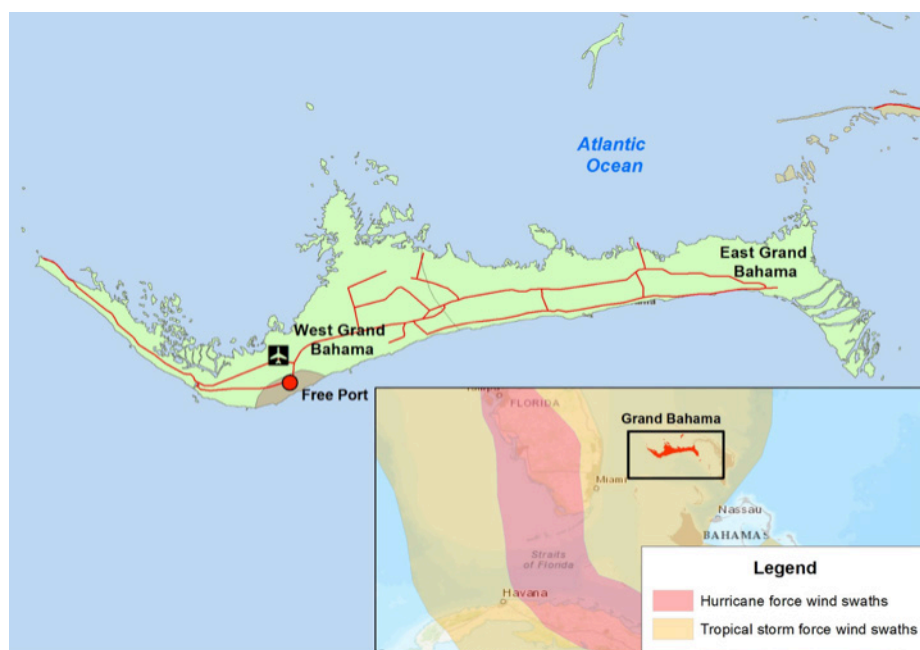 Atlantic
Ocean
East Grand
Bahama
West Grand
Bahama
Free Port
Grand Bahama
FLORIDA
Miami
Nassau
BAHAMAS
Straits
of Florida
Havana
Legend
Hurricane force wind swaths
Tropical storm force wind swaths